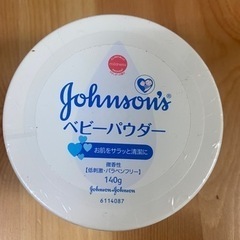 Johnson's®
ベビーパウダー
お肌をサラッと清潔に
微香性
【低刺激・パラベンフリー】
140g
Johnson & Johnson
6114087